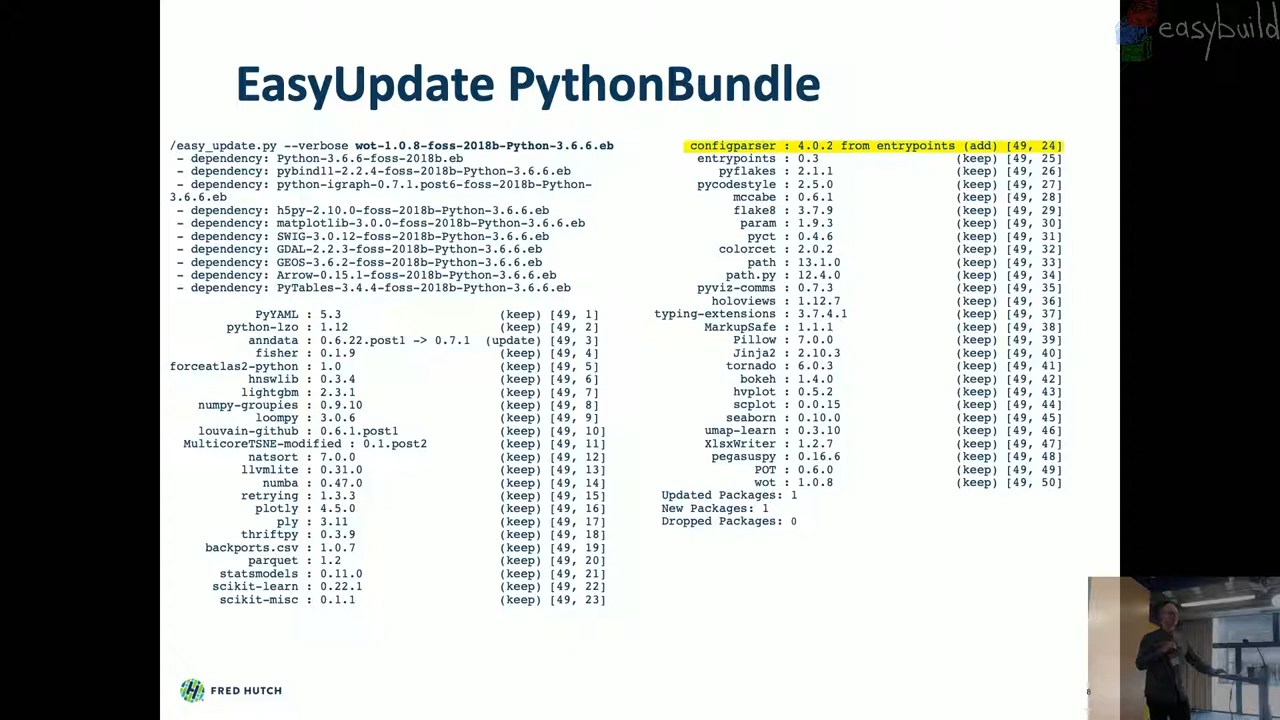 easybuild
EasyUpdate PythonBundle
/easy_update.py --verbose wot-1.0.8-foss-2018b-Python-3.6.6.eb
- dependency: Python-3.6.6-foss-2018b.eb
- dependency: pybind11-2.2.4-foss-2018b-Python-3.6.6.eb
- dependency: python-igraph-0.7.1.post6-foss-2018b-Python-
3.6.6.eb
- dependency: h5py-2.10.0-foss-2018b-Python-3.6.6.eb
- dependency: matplotlib-3.0.0-foss-2018b-Python-3.6.6.eb
- dependency: SWIG-3.0.12-foss-2018b-Python-3.6.6.eb
- dependency: GDAL-2.2.3-foss-2018b-Python-3.6.6.eb
- dependency: GEOS-3.6.2-foss-2018b-Python-3.6.6.eb
- dependency: Arrow-0.15.1-foss-2018b-Python-3.6.6.eb
- dependency: PyTables-3.4.4-foss-2018b-Python-3.6.6.eb
PyYAML : 5.3 (keep) [49, 1]
python-lzo : 1.12 (keep) [49, 2]
anndata : 0.6.22.post1 -> 0.7.1 (update) [49, 3]
fisher : 0.1.9 (keep) [49, 4]
forceatlas2-python : 1.0 (keep) [49, 5]
hnswlib : 0.3.4 (keep) [49, 6]
lightgbm : 2.3.1 (keep) [49, 7]
numpy-groupies : 0.9.10 (keep) [49, 8]
loompy : 3.0.6 (keep) [49, 9]
louvain-github : 0.6.1.post1 (keep) [49, 10]
MulticoreTSNE-modified : 0.1.post2 (keep) [49, 11]
natsort : 7.0.0 (keep) [49, 12]
llvmlite : 0.31.0 (keep) [49, 13]
numba : 0.47.0 (keep) [49, 14]
retrying : 1.3.3 (keep) [49, 15]
plotly : 4.5.0 (keep) [49, 16]
ply : 3.11 (keep) [49, 17]
thriftpy : 0.3.9 (keep) [49, 18]
backports.csv : 1.0.7 (keep) [49, 19]
parquet : 1.2 (keep) [49, 20]
statsmodels : 0.11.0 (keep) [49, 21]
scikit-learn : 0.22.1 (keep) [49, 22]
scikit-misc : 0.1.1 (keep) [49, 23]
configparser : 4.0.2 from entrypoints (add) [49, 24]
entrypoints : 0.3 (keep) [49, 25]
pyflakes : 2.1.1 (keep) [49, 26]
pycodestyle : 2.5.0 (keep) [49, 27]
mccabe : 0.6.1 (keep) [49, 28]
flake8 : 3.7.9 (keep) [49, 29]
param : 1.9.3 (keep) [49, 30]
pyct : 0.4.6 (keep) [49, 31]
colorcet : 2.0.2 (keep) [49, 32]
path : 13.1.0 (keep) [49, 33]
path.py : 12.4.0 (keep) [49, 34]
pyviz-comms : 0.7.3 (keep) [49, 35]
holoviews : 1.12.7 (keep) [49, 36]
typing-extensions : 3.7.4.1 (keep) [49, 37]
MarkupSafe : 1.1.1 (keep) [49, 38]
Pillow : 7.0.0 (keep) [49, 39]
Jinja2 : 2.10.3 (keep) [49, 40]
tornado : 6.0.3 (keep) [49, 41]
bokeh : 1.4.0 (keep) [49, 42]
hvplot : 0.5.2 (keep) [49, 43]
scplot : 0.0.15 (keep) [49, 44]
seaborn : 0.10.0 (keep) [49, 45]
umap-learn : 0.3.10 (keep) [49, 46]
XlsxWriter : 1.2.7 (keep) [49, 47]
pegasuspy : 0.16.6 (keep) [49, 48]
POT : 0.6.0 (keep) [49, 49]
wot : 1.0.8 (keep) [49, 50]
Updated Packages: 1
New Packages: 1
Dropped Packages: 0
FRED HUTCH